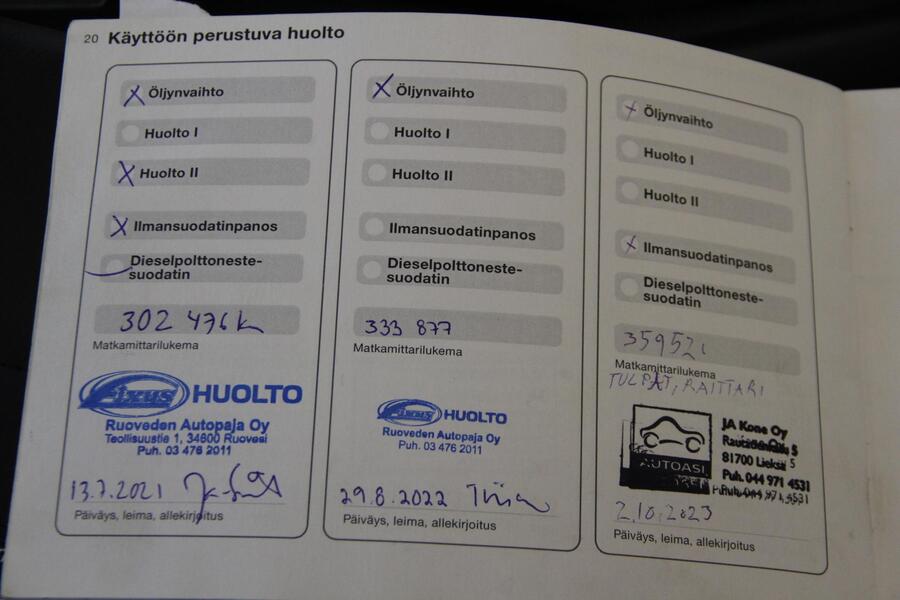 20 Käyttöön perustuva huolto
X Öljynvaihto
Huolto I
X Huolto II
X Ilmansuodatinpanos
Dieselpolttoneste-
suodatin
302 476k
Matkamittarilukema
Fixus HUOLTO
Ruoveden Autopaja Oy
Teollisuustie 1, 34600 Ruovesi
Puh. 03 476 2011
13.7.2021
Päiväys, leima, allekirjoitus
X Öljynvaihto
Huolto I
Huolto II
Ilmansuodatinpanos
Dieselpolttoneste-
suodatin
333 877
Matkamittarilukema
Fixus HUOLTO
Ruoveden Autopaja Oy
Puh. 03 476 2011
29.8.2022
Päiväys, leima, allekirjoitus
x Öljynvaihto
Huolto I
Huolto II
x Ilmansuodatinpanos
Dieselpolttoneste-
suodatin
359521
Matkamittarilukema
TULPAT, RAITTARI
AUTOASI
JA Kone Oy
81700 Lieksa
Puh. 044 971 4531
2.10.2023
Päiväys, leima, allekirjoitus